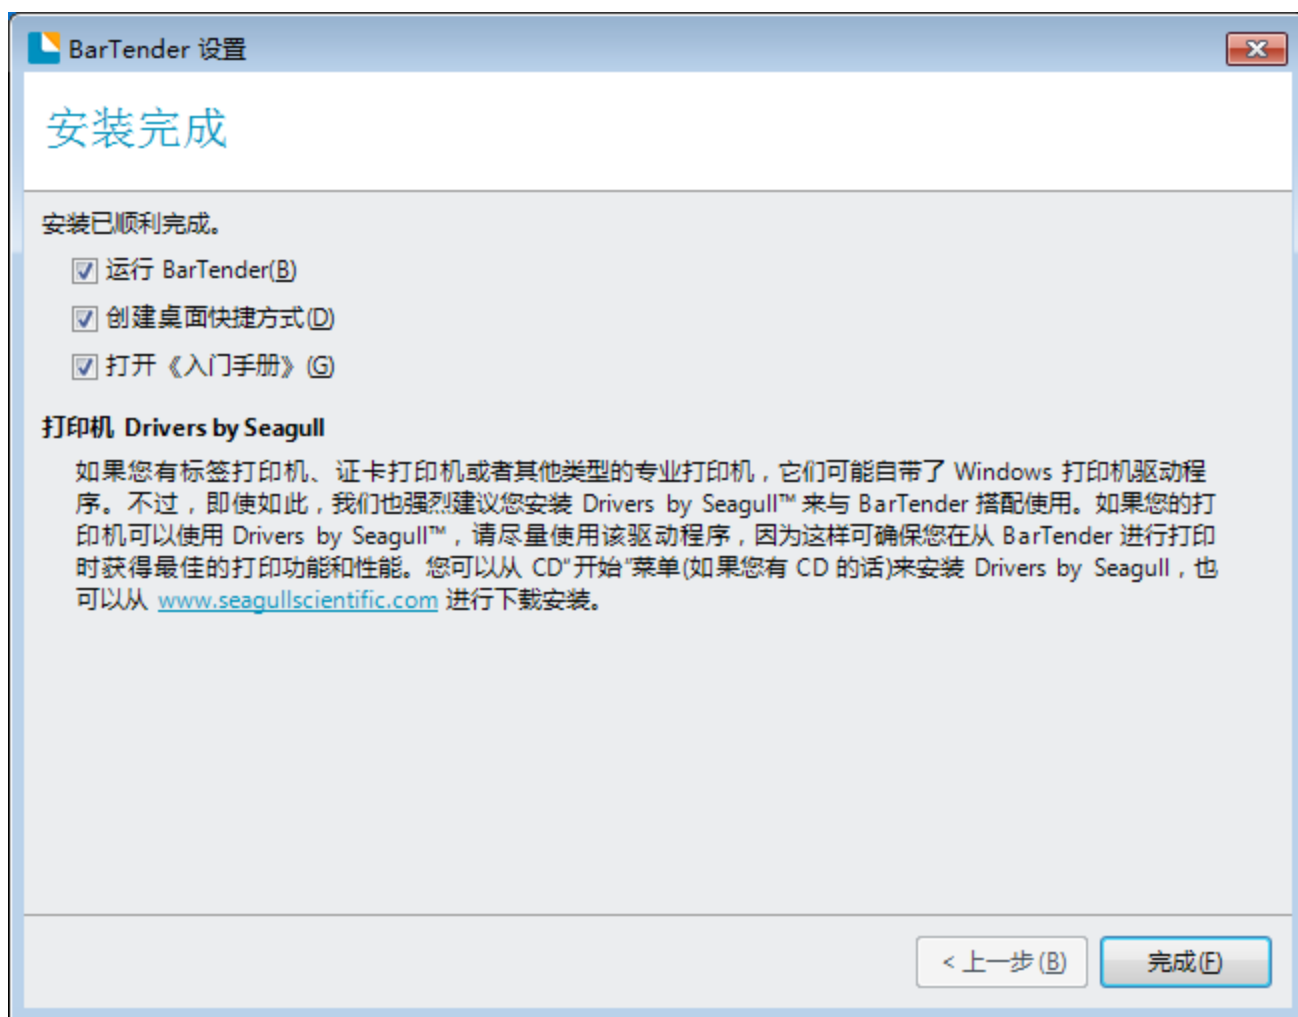 BarTender 设置
安装完成
安装已顺利完成。
运行 BarTender(B)
创建桌面快捷方式(D)
打开《入门手册》(G)
打印机 Drivers by Seagull
如果您有标签打印机、证卡打印机或者其他类型的专业打印机，它们可能自带了 Windows 打印机驱动程
序。不过，即使如此，我们也强烈建议您安装 Drivers by Seagull™ 来与 BarTender 搭配使用。如果您的打
印机可以使用 Drivers by Seagull™，请尽量使用该驱动程序，因为这样可确保您在从 BarTender 进行打印
时获得最佳的打印功能和性能。您可以从 CD"开始"菜单(如果您有 CD 的话)来安装 Drivers by Seagull，也
可以从 www.seagullscientific.com 进行下载安装。
< 上一步(B)
完成(F)